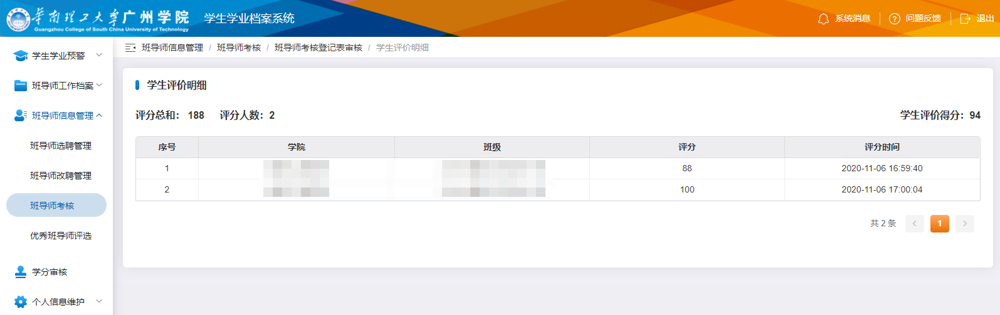 华南理工大学广州学院
Guangzhou College of South China University of Technology
学生学业档案系统
系统消息
问题反馈
退出
学生学业预警
班导师工作档案
班导师信息管理
班导师选聘管理
班导师改聘管理
班导师考核
优秀班导师评选
学分审核
个人信息维护
班导师信息管理 / 班导师考核 / 班导师考核登记表审核 / 学生评价明细
学生评价明细
评分总和： 188 评分人数：2 学生评价得分：94
序号 学院 班级 评分 评分时间
1 88 2020-11-06 16:59:40
2 100 2020-11-06 17:00:04
共 2 条 < 1 >